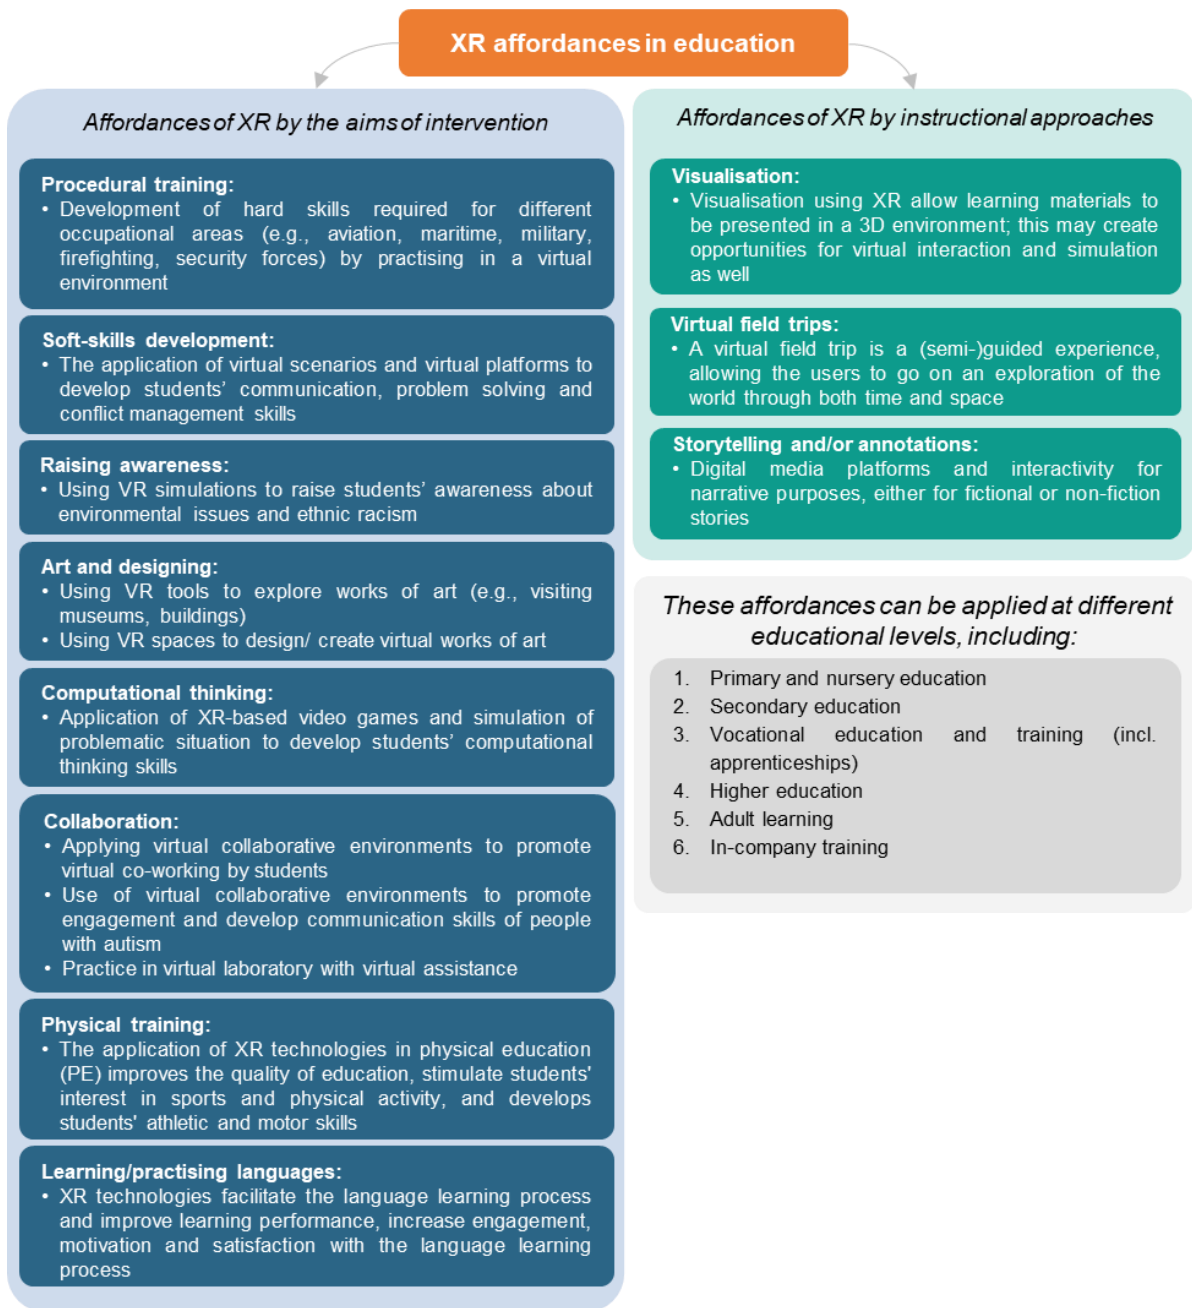 XR affordances in education
Affordances of XR by the aims of intervention
Procedural training:
• Development of hard skills required for different
occupational areas (e.g., aviation, maritime, military,
firefighting, security forces) by practising in a virtual
environment
Soft-skills development:
• The application of virtual scenarios and virtual platforms to
develop students’ communication, problem solving and
conflict management skills
Raising awareness:
• Using VR simulations to raise students’ awareness about
environmental issues and ethnic racism
Art and designing:
• Using VR tools to explore works of art (e.g., visiting
museums, buildings)
• Using VR spaces to design/ create virtual works of art
Computational thinking:
• Application of XR-based video games and simulation of
problematic situation to develop students’ computational
thinking skills
Collaboration:
• Applying virtual collaborative environments to promote
virtual co-working by students
• Use of virtual collaborative environments to promote
engagement and develop communication skills of people
with autism
• Practice in virtual laboratory with virtual assistance
Physical training:
• The application of XR technologies in physical education
(PE) improves the quality of education, stimulate students'
interest in sports and physical activity, and develops
students' athletic and motor skills
Learning/practising languages:
• XR technologies facilitate the language learning process
and improve learning performance, increase engagement,
motivation and satisfaction with the language learning
process
Affordances of XR by instructional approaches
Visualisation:
• Visualisation using XR allow learning materials to
be presented in a 3D environment; this may create
opportunities for virtual interaction and simulation
as well
Virtual field trips:
• A virtual field trip is a (semi-)guided experience,
allowing the users to go on an exploration of the
world through both time and space
Storytelling and/or annotations:
• Digital media platforms and interactivity for
narrative purposes, either for fictional or non-fiction
stories
These affordances can be applied at different
educational levels, including:
1. Primary and nursery education
2. Secondary education
3. Vocational education and training (incl.
apprenticeships)
4. Higher education
5. Adult learning
6. In-company training